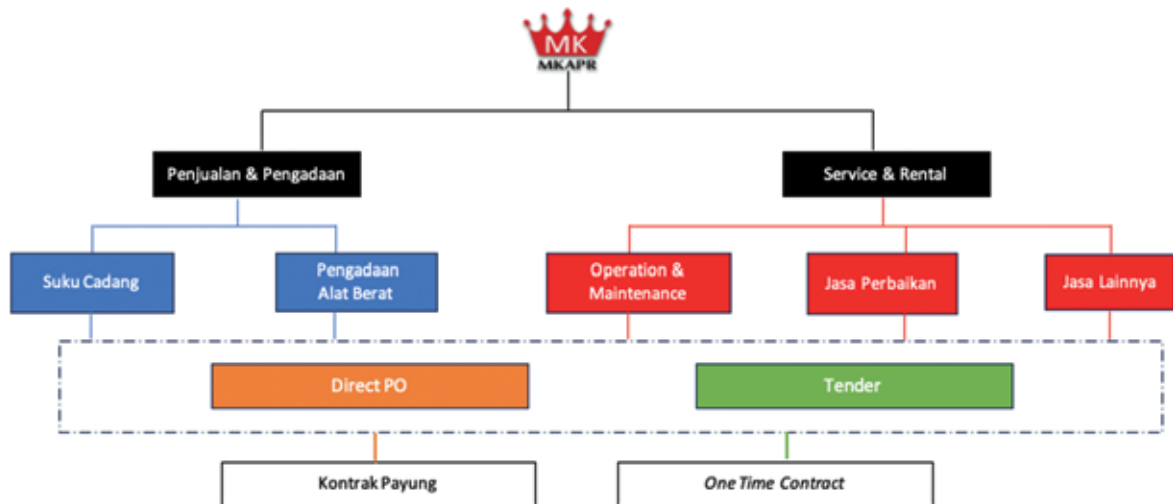 MK
MKAPR
Penjualan & Pengadaan
Service & Rental
Suku Cadang
Pengadaan
Alat Berat
Operation &
Maintenance
Jasa Perbaikan
Jasa Lainnya
Direct PO
Tender
Kontrak Payung
One Time Contract